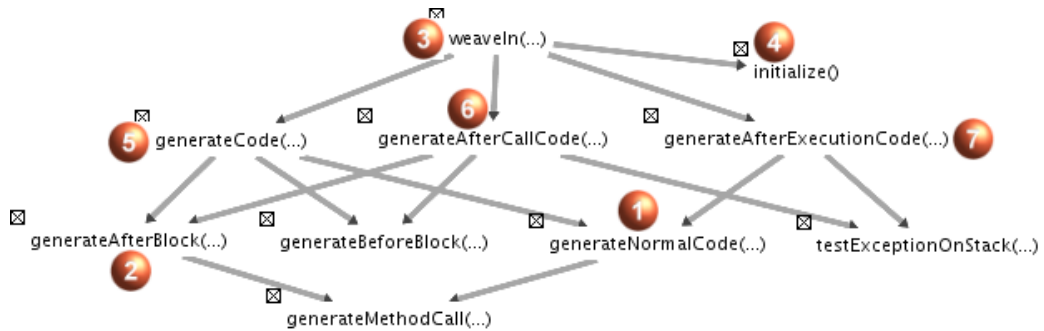 3 weaveIn(...)
4
initialize()
6
5 generateCode(...) generateAfterCallCode(...) generateAfterExecutionCode(...) 7
1
generateAfterBlock(...) generateBeforeBlock(...) generateNormalCode(...) testExceptionOnStack(...)
2
generateMethodCall(...)